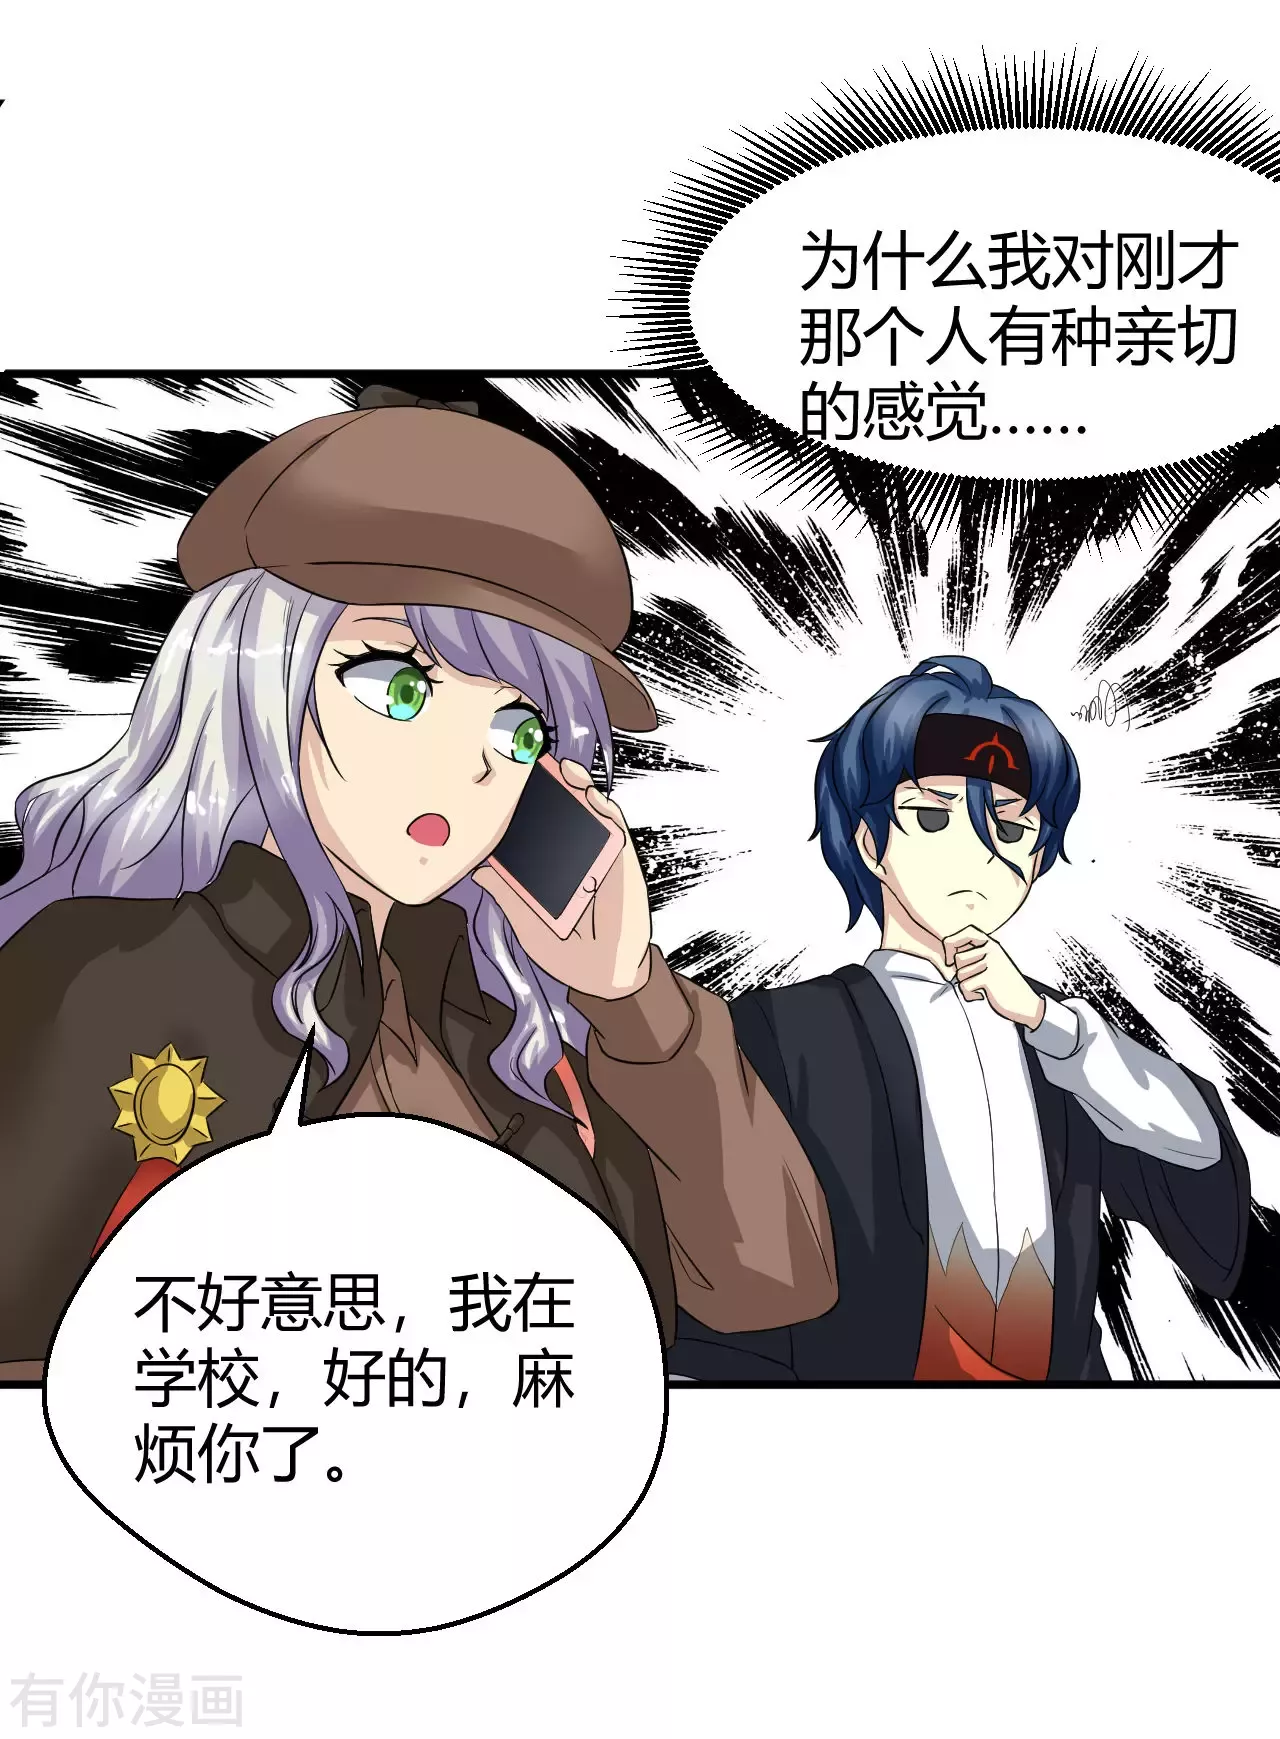 为什么我对刚才
那个人有种亲切
的感觉……
不好意思，我在
学校，好的，麻
烦你了。
有你漫画